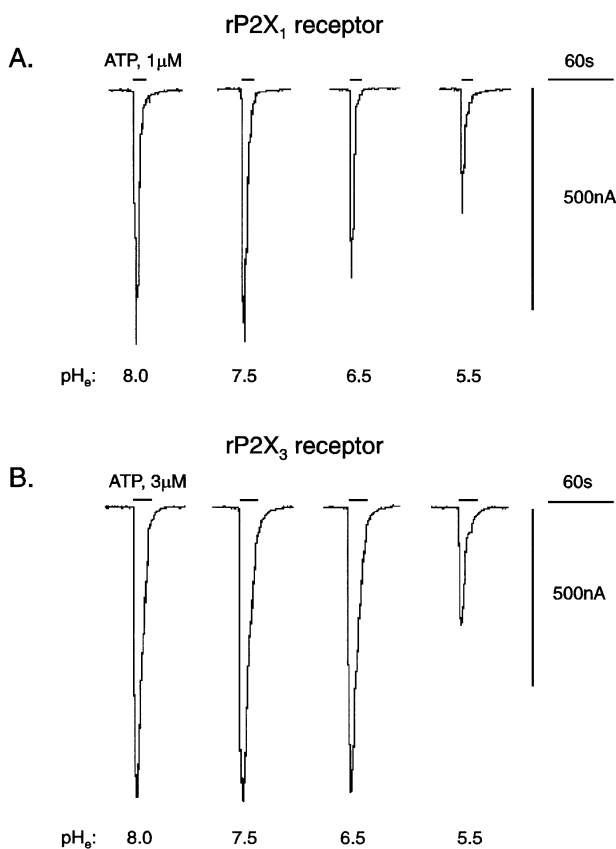 rP2X₁ receptor
A.
ATP, 1µM
60s
500nA
pHₑ: 8.0 7.5 6.5 5.5
rP2X₃ receptor
B.
ATP, 3µM
60s
500nA
pHₑ: 8.0 7.5 6.5 5.5